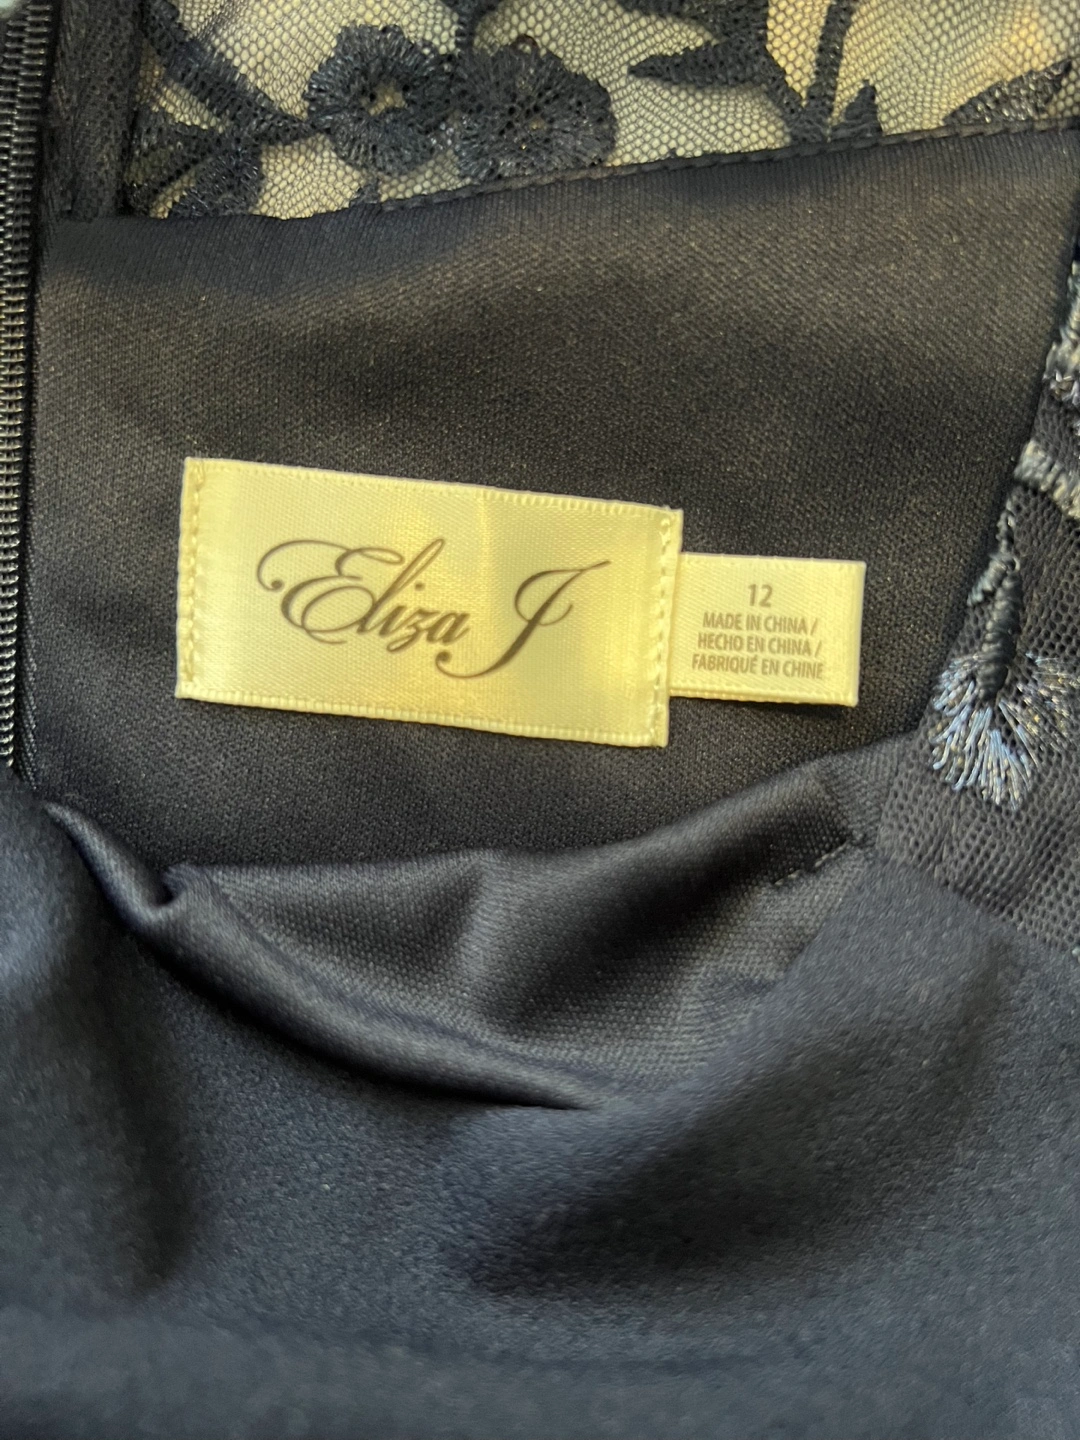 Eliza J
12
MADE IN CHINA /
HECHO EN CHINA /
FABRIQUÉ EN CHINE